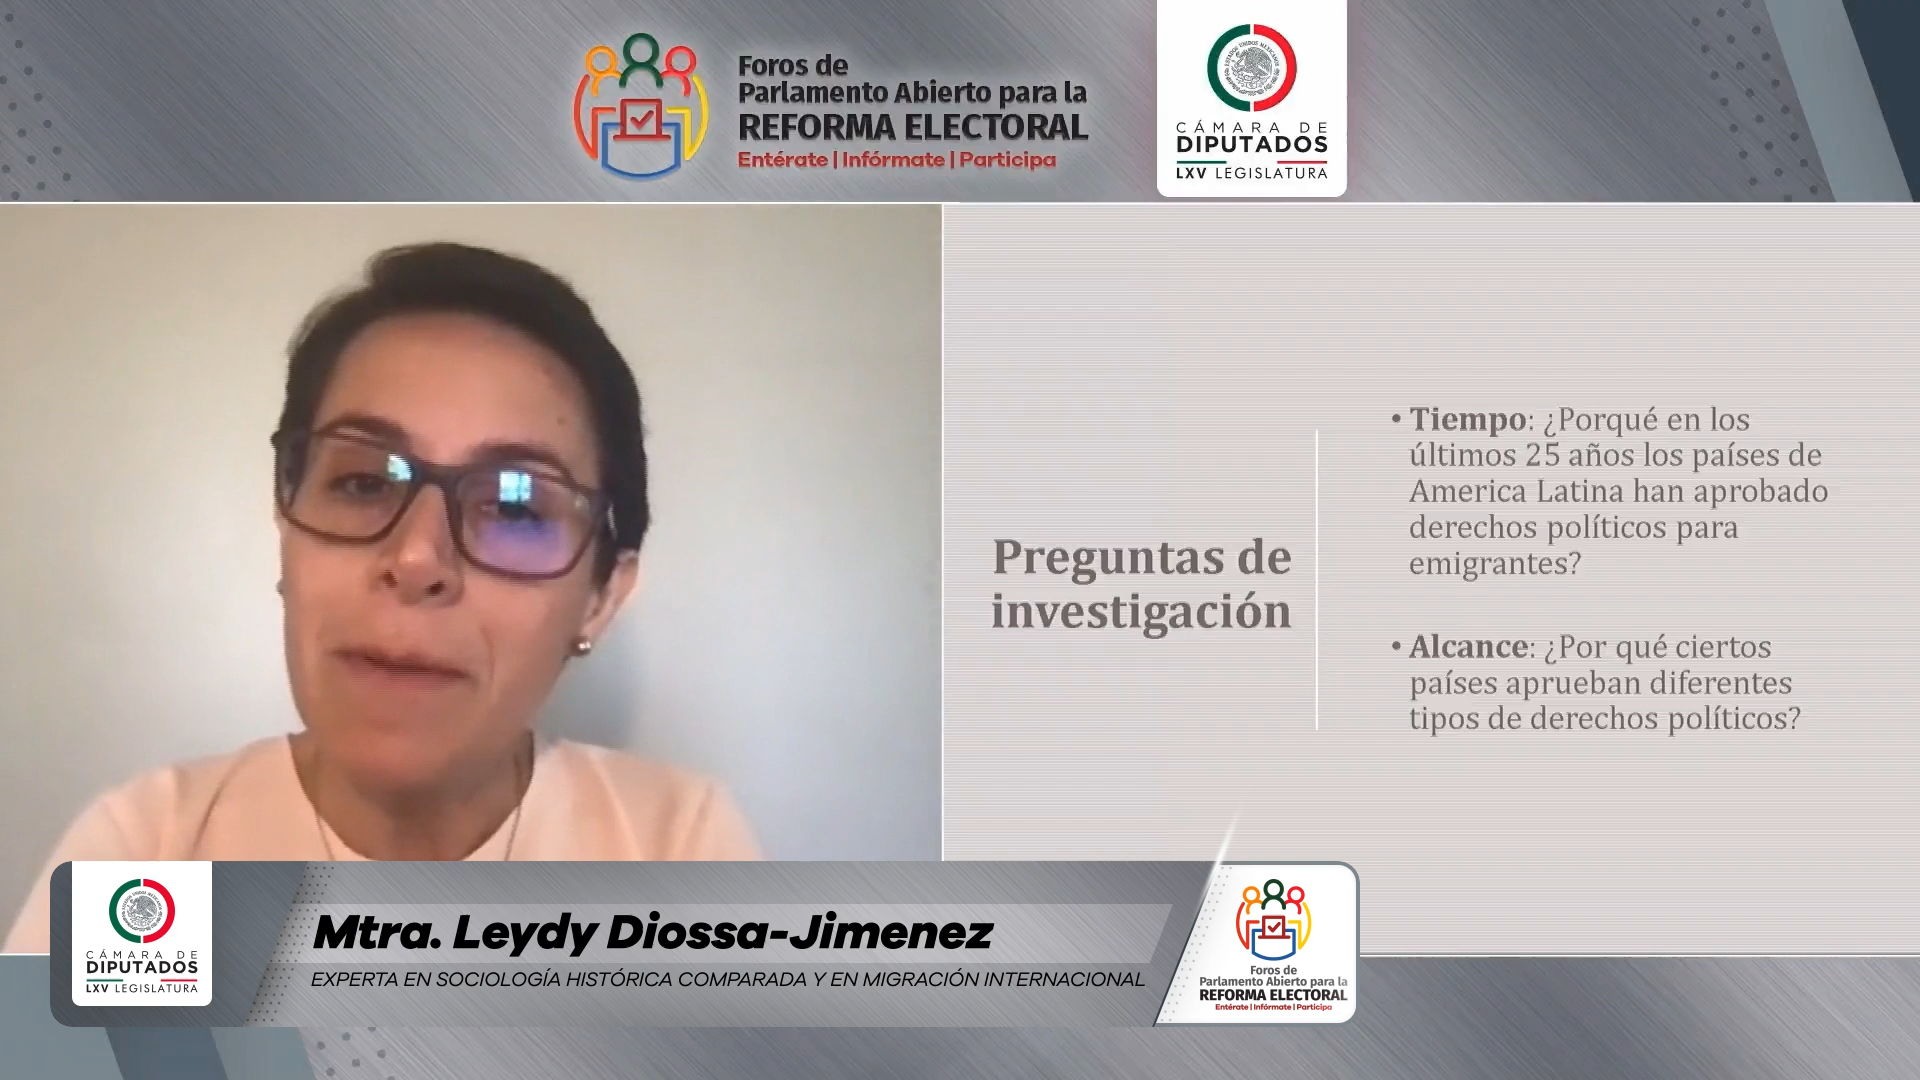 Foros de
Parlamento Abierto para la
REFORMA ELECTORAL
Entérate | Infórmate | Participa
CÁMARA DE
DIPUTADOS
LXV LEGISLATURA
Preguntas de
investigación
• Tiempo: ¿Porqué en los
últimos 25 años los países de
America Latina han aprobado
derechos políticos para
emigrantes?
• Alcance: ¿Por qué ciertos
países aprueban diferentes
tipos de derechos políticos?
CÁMARA DE
DIPUTADOS
LXV LEGISLATURA
Mtra. Leydy Diossa-Jimenez
EXPERTA EN SOCIOLOGÍA HISTÓRICA COMPARADA Y EN MIGRACIÓN INTERNACIONAL
Foros de
Parlamento Abierto para la
REFORMA ELECTORAL
Entérate | Infórmate | Participa